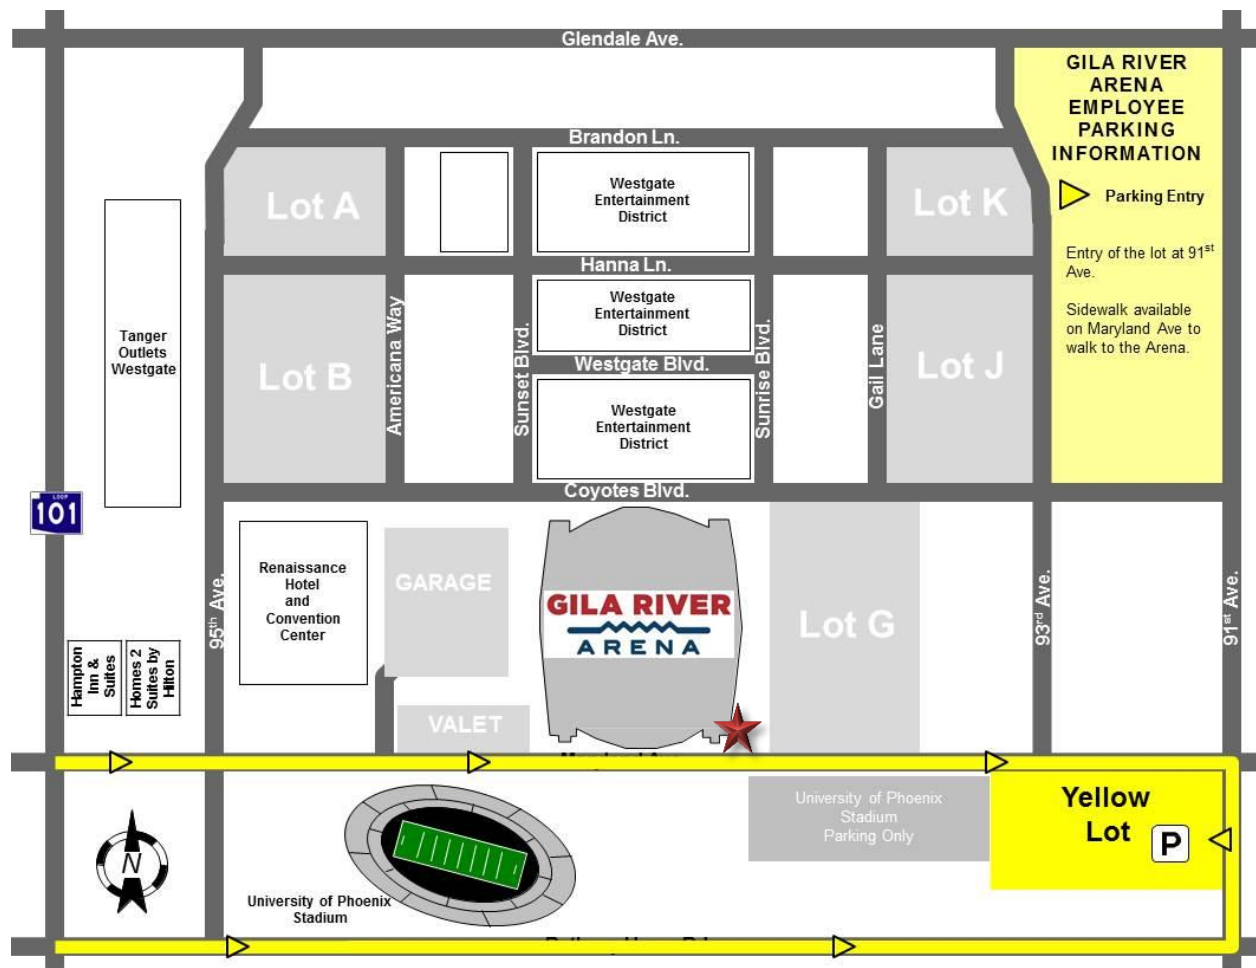 Glendale Ave.
GILA RIVER
ARENA
EMPLOYEE
PARKING
INFORMATION
Parking Entry
Entry of the lot at 91st
Ave.
Sidewalk available
on Maryland Ave to
walk to the Arena.
Brandon Ln.
Lot A
Westgate
Entertainment
District
Lot K
Hanna Ln.
Tanger
Outlets
Westgate
Lot B
Americana Way
Sunset Blvd.
Westgate
Entertainment
District
Westgate Blvd.
Westgate
Entertainment
District
Sunrise Blvd.
Gail Lane
Lot J
Coyotes Blvd.
LOOP
101
95th Ave.
Renaissance
Hotel
and
Convention
Center
GARAGE
GILA RIVER
ARENA
Lot G
93rd Ave.
91st Ave.
Hampton
Inn &
Suites
Homes 2
Suites by
Hilton
VALET
University of Phoenix
Stadium
Parking Only
Yellow
Lot
P
N
University of Phoenix
Stadium